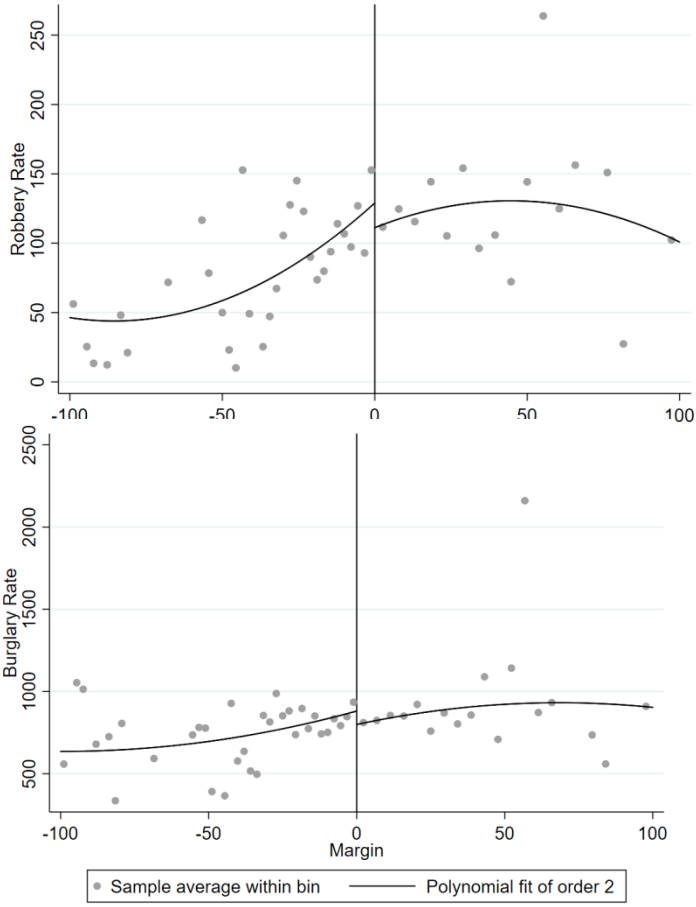 250
200
150
100
50
0
Robbery Rate
-100 -50 0 50 100
2500
2000
1500
1000
500
Burglary Rate
-100 -50 0 50 100
Margin
Sample average within bin Polynomial fit of order 2